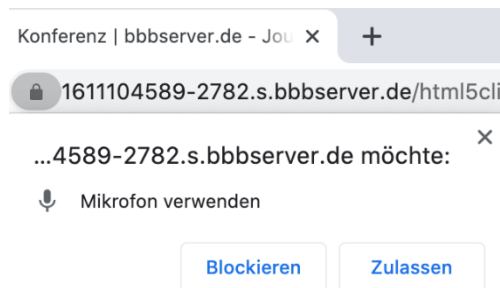 Konferenz | bbbserver.de - Jou
1611104589-2782.s.bbbserver.de/html5cli
...4589-2782.s.bbbserver.de möchte:
Mikrofon verwenden
Blockieren Zulassen